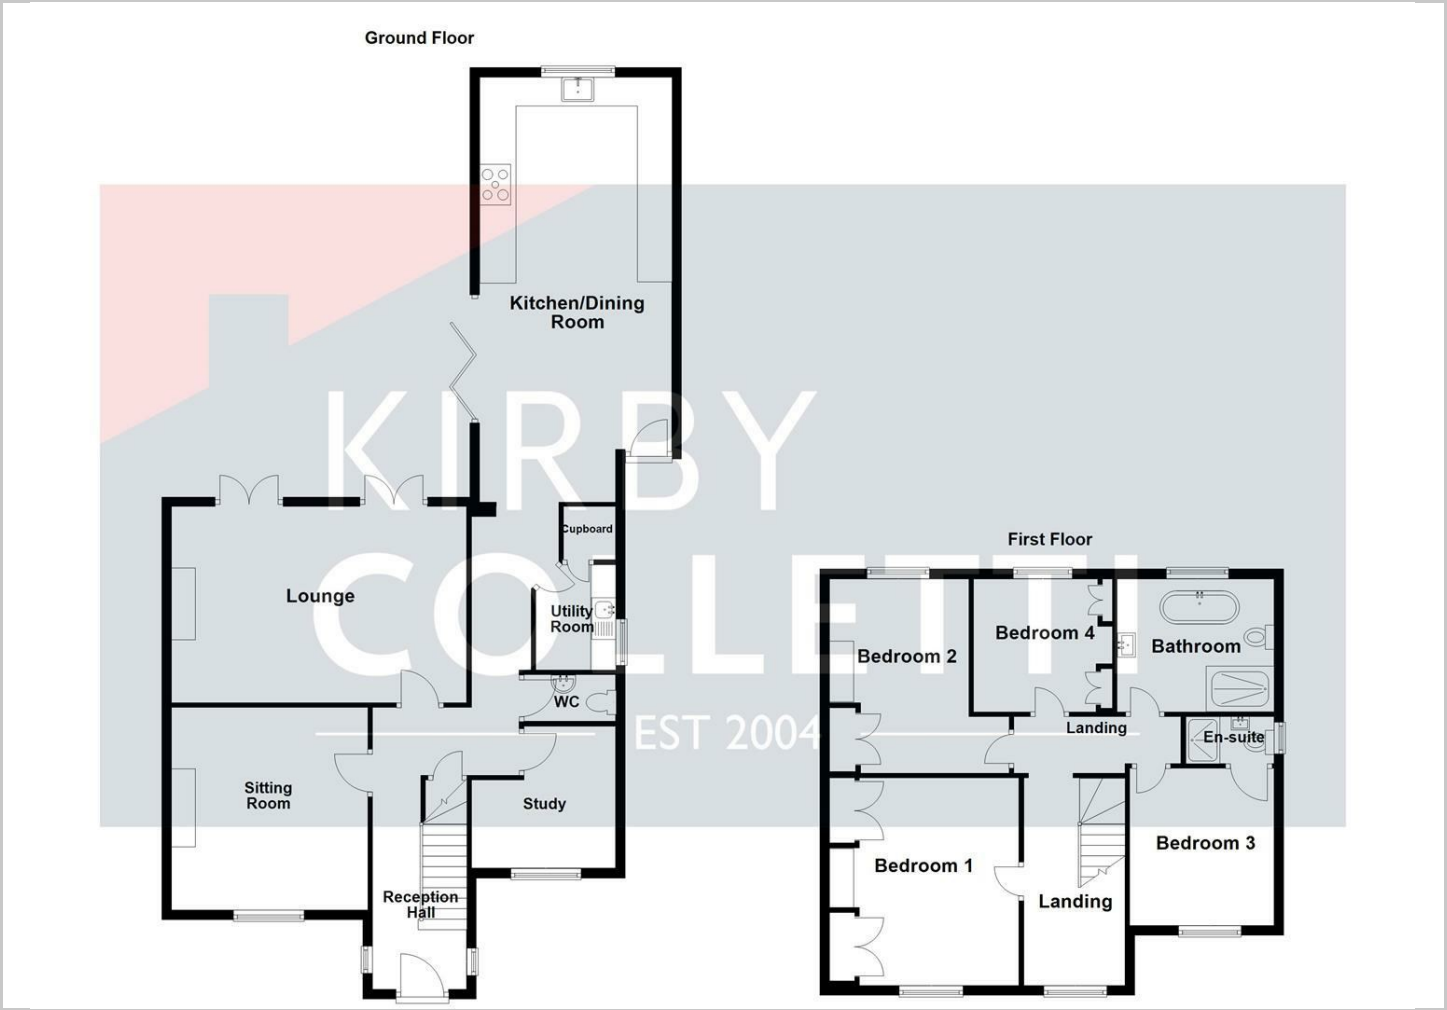 Ground Floor
Kitchen/Dining
Room
KIRBY
COLLETTI
EST 2004
Cupboard
Lounge
Utility
Room
WC
Sitting
Room
Study
Reception
Hall
First Floor
Bedroom 2
Bedroom 4
Bathroom
Landing
En-suite
Bedroom 1
Bedroom 3
Landing